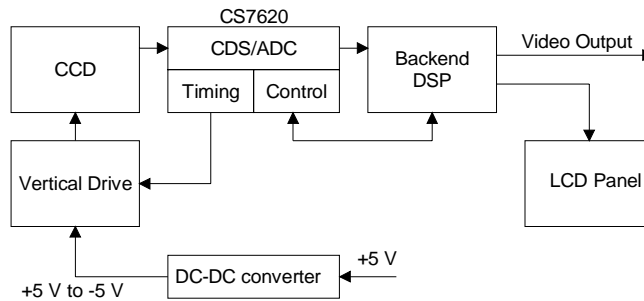 CS7620
CCD
CDS/ADC
Timing
Control
Backend
DSP
Video Output
Vertical Drive
LCD Panel
+5 V to -5 V
DC-DC converter
+5 V